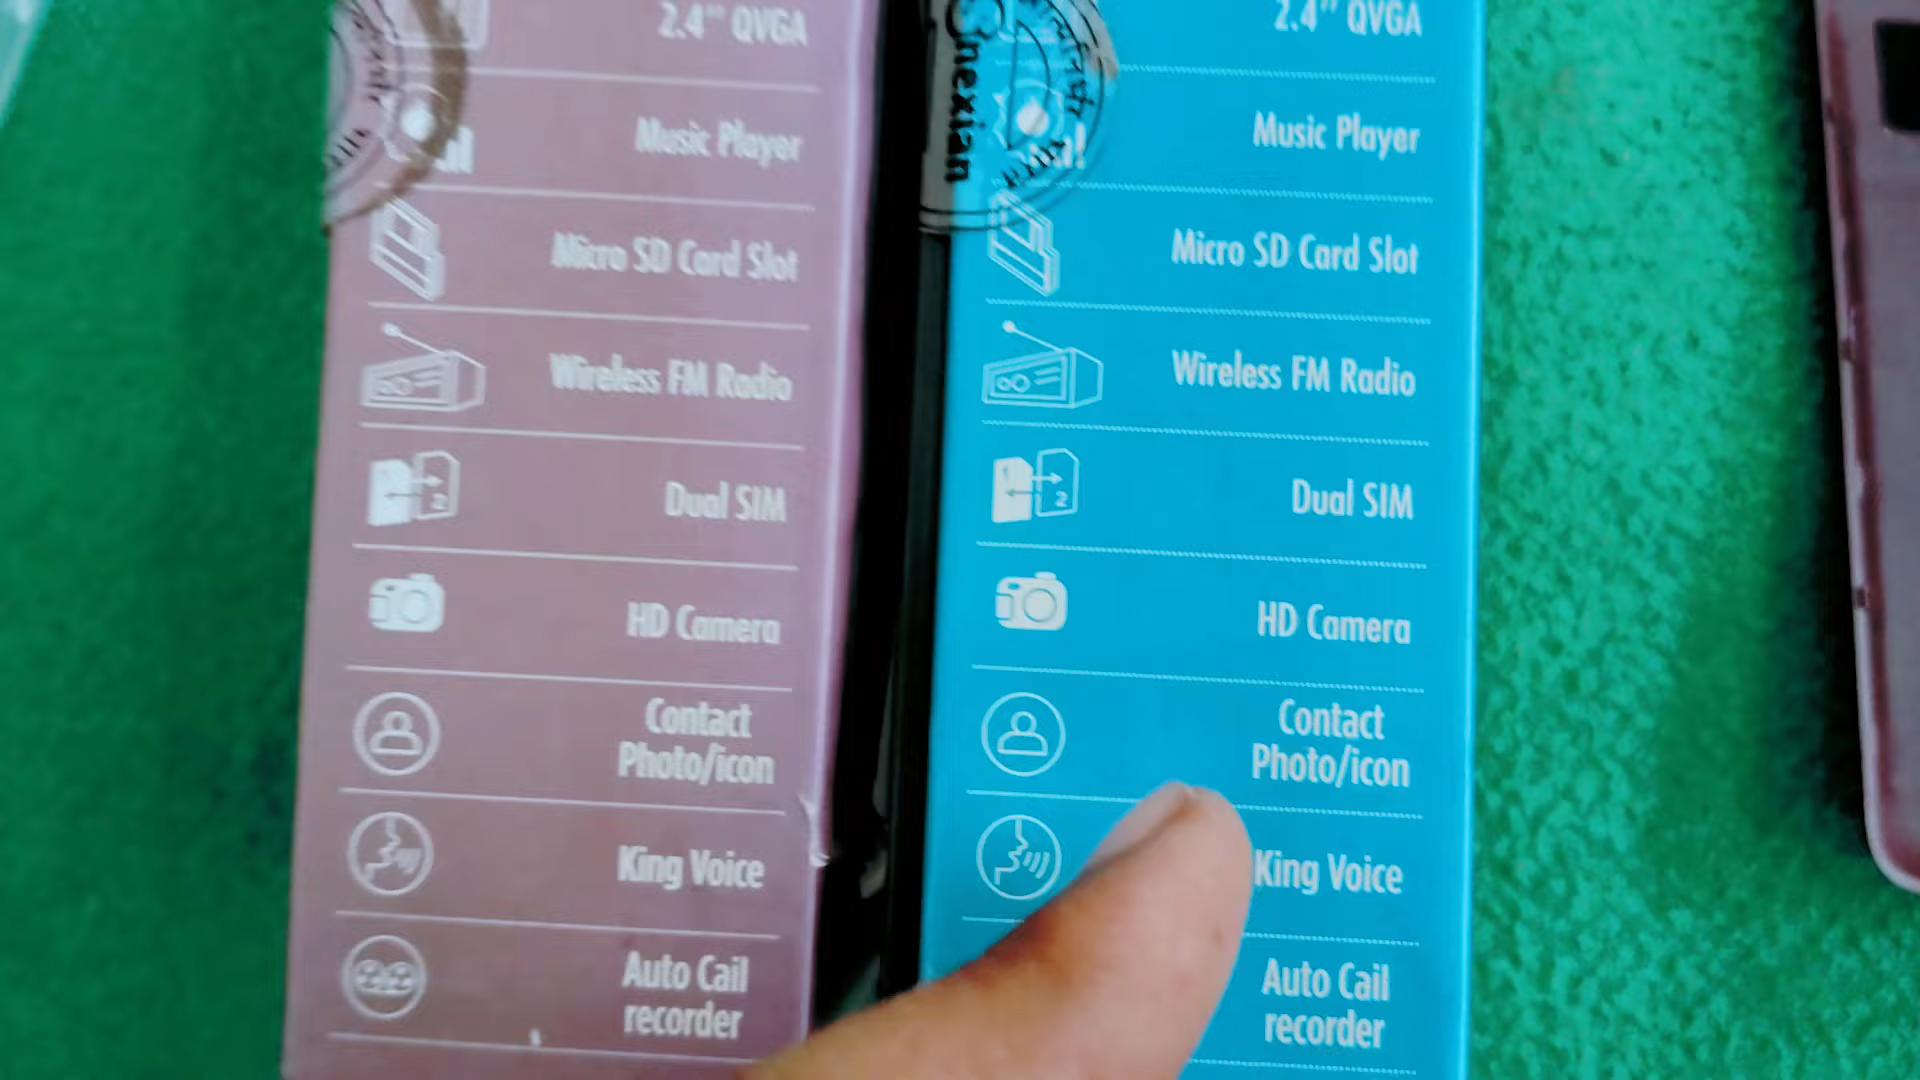 2.4" QVGA
Music Player
Micro SD Card Slot
Wireless FM Radio
Dual SIM
HD Camera
Contact
Photo/icon
King Voice
Auto Cail
recorder
nexian
2.4" QVGA
Music Player
Micro SD Card Slot
Wireless FM Radio
Dual SIM
HD Camera
Contact
Photo/icon
King Voice
Auto Cail
recorder